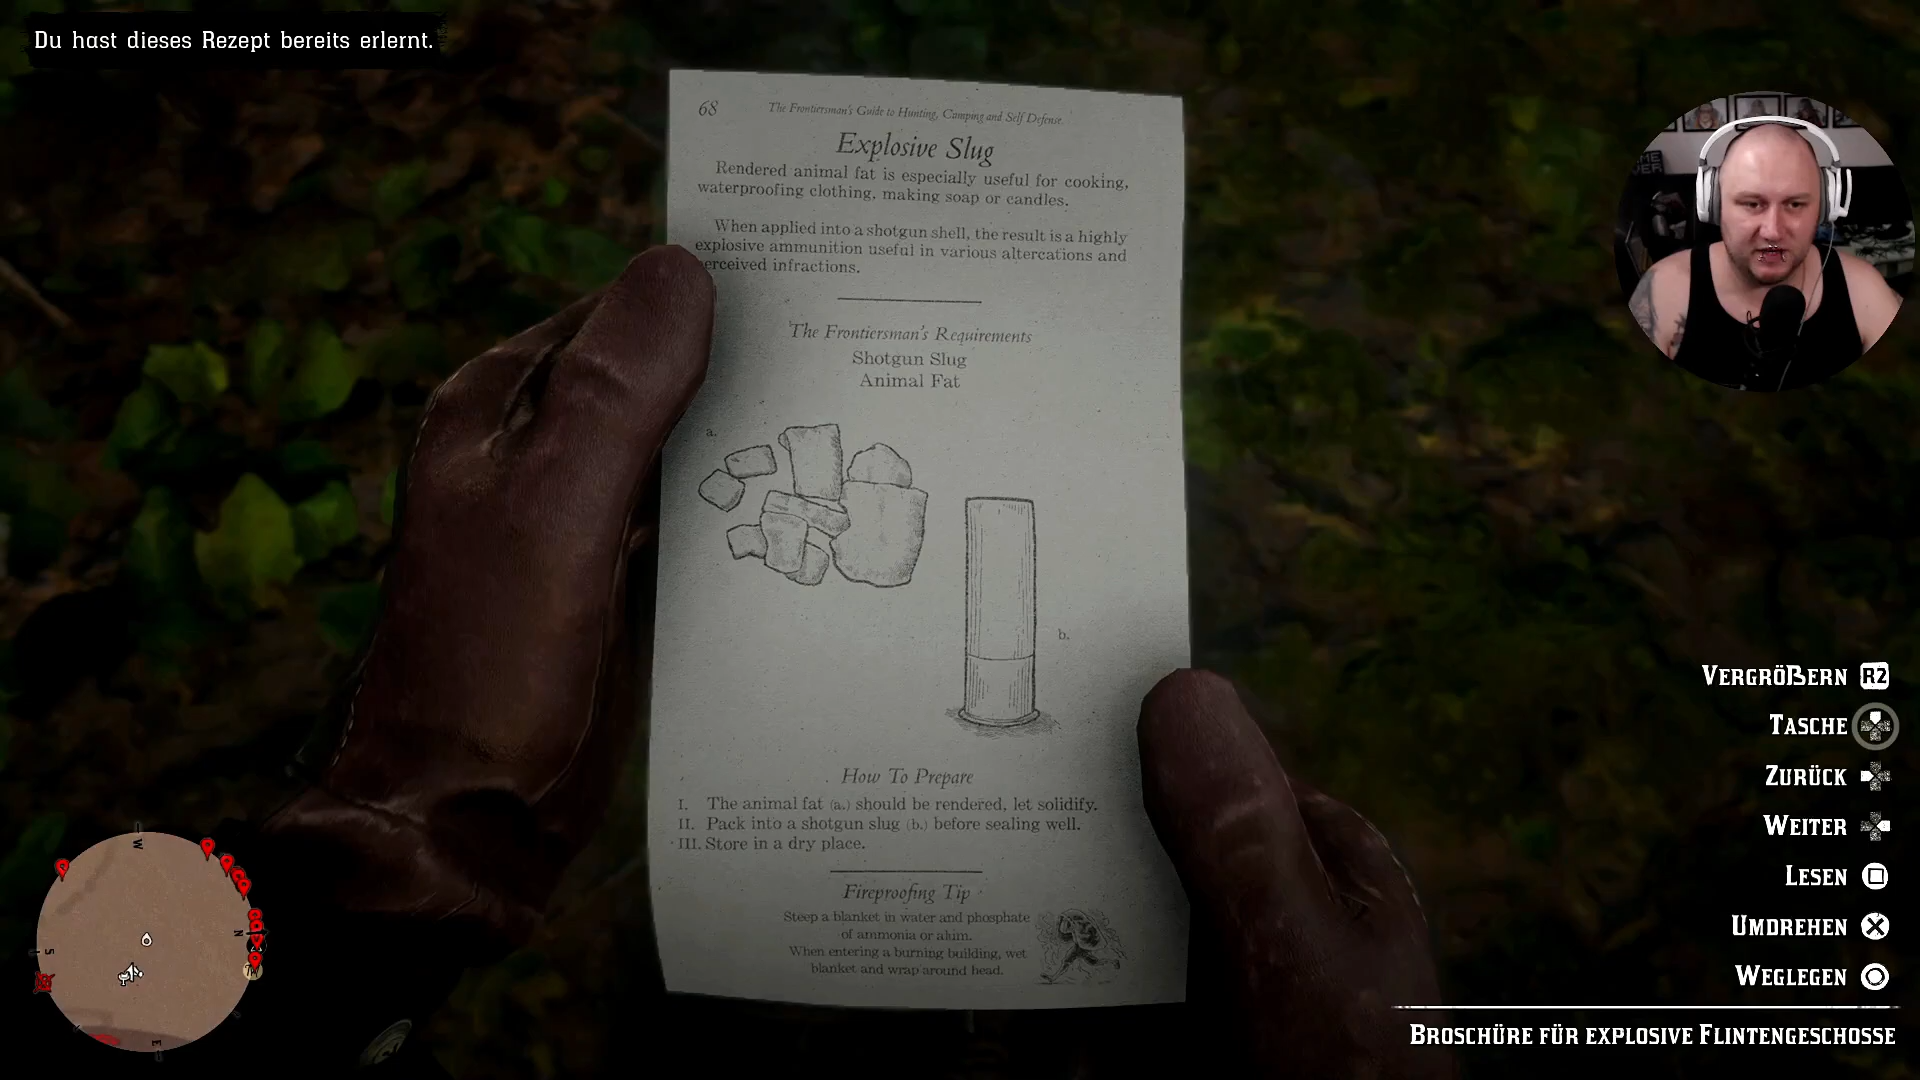 Du hast dieses Rezept bereits erlernt.
68
The Frontiersman's Guide to Hunting, Camping and Self Defense
Explosive Slug
Rendered animal fat is especially useful for cooking,
waterproofing clothing, making soap or candles.
When applied into a shotgun shell, the result is a highly
explosive ammunition useful in various altercations and
perceived infractions.
The Frontiersman's Requirements
Shotgun Slug
Animal Fat
a.
b.
How To Prepare
I. The animal fat (a.) should be rendered, let solidify.
II. Pack into a shotgun slug (b.) before sealing well.
III. Store in a dry place.
Fireproofing Tip
Steep a blanket in water and phosphate
of ammonia or alum.
When entering a burning building, wet
blanket and wrap around head.
VERGRÖẞERN R2
TASCHE
ZURÜCK
WEITER
LESEN
UMDREHEN
WEGLEGEN
BROSCHÜRE FÜR EXPLOSIVE FLINTENGESCHOSSE
W
N
S
E